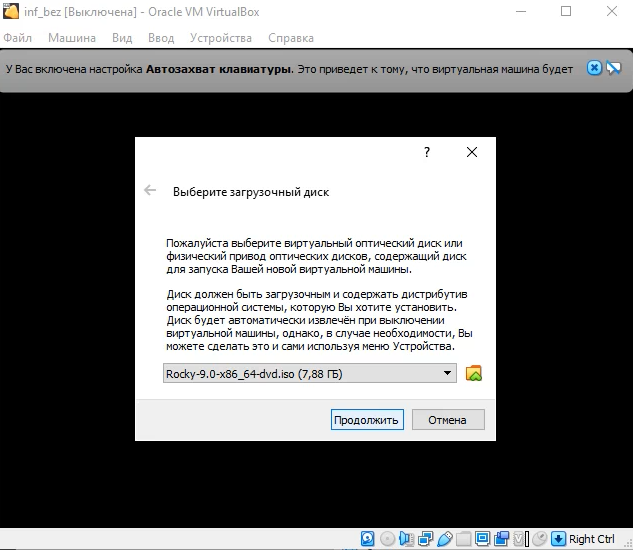 inf_bez [Выключена] - Oracle VM VirtualBox
Файл Машина Вид Ввод Устройства Справка
У Вас включена настройка Автозахват клавиатуры. Это приведет к тому, что виртуальная машина будет
?
Выберите загрузочный диск
Пожалуйста выберите виртуальный оптический диск или
физический привод оптических дисков, содержащий диск
для запуска Вашей новой виртуальной машины.
Диск должен быть загрузочным и содержать дистрибутив
операционной системы, которую Вы хотите установить.
Диск будет автоматически извлечён при выключении
виртуальной машины, однако, в случае необходимости, Вы
можете сделать это и сами используя меню Устройства.
Rocky-9.0-x86_64-dvd.iso (7,88 ГБ)
Продолжить Отмена
Right Ctrl